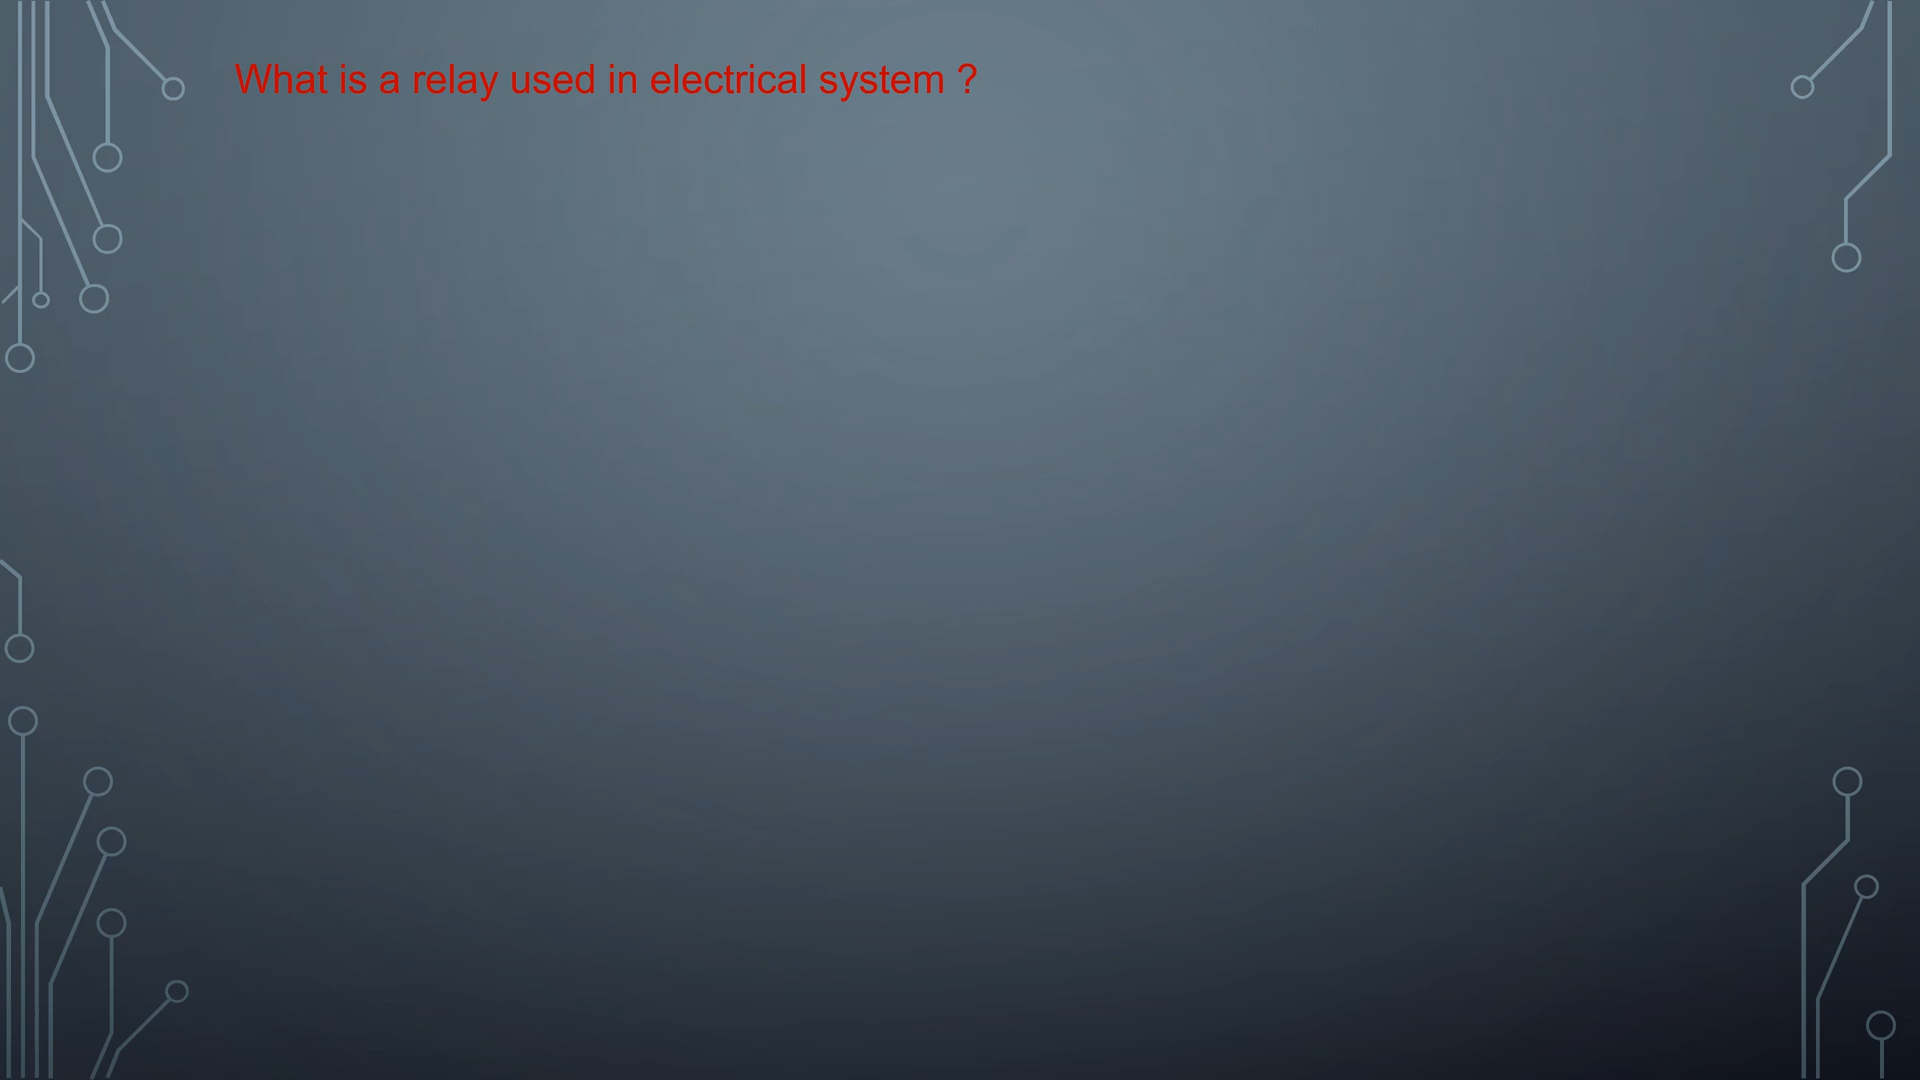 What is a relay used in electrical system ?